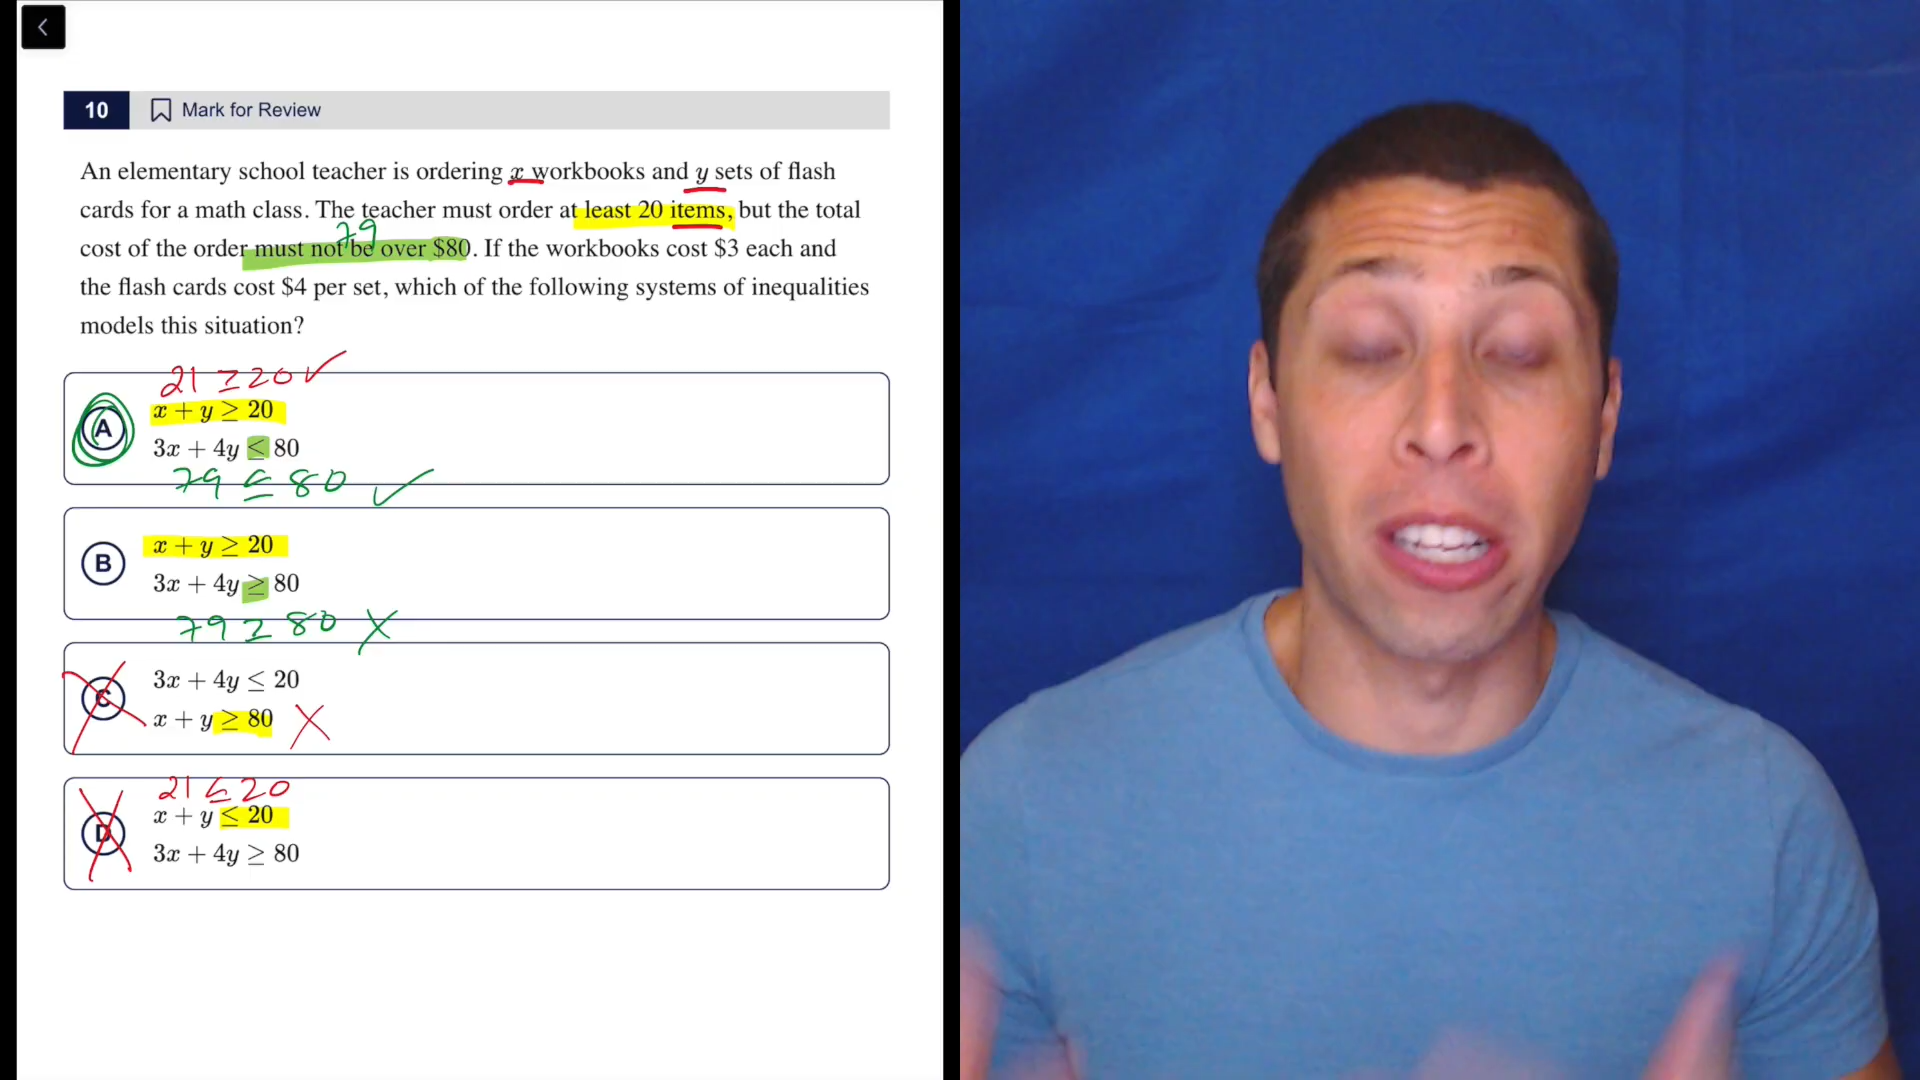 10 Mark for Review
An elementary school teacher is ordering x workbooks and y sets of flash
cards for a math class. The teacher must order at least 20 items, but the total
79
cost of the order must not be over $80. If the workbooks cost $3 each and
the flash cards cost $4 per set, which of the following systems of inequalities
models this situation?
21 ≥ 20 ✓
A
x + y ≥ 20
3x + 4y ≤ 80
79 ≤ 80 ✓
B
x + y ≥ 20
3x + 4y ≥ 80
79 ≥ 80 X
C
3x + 4y ≤ 20
x + y ≥ 80 X
21 ≤ 20
D
x + y ≤ 20
3x + 4y ≥ 80